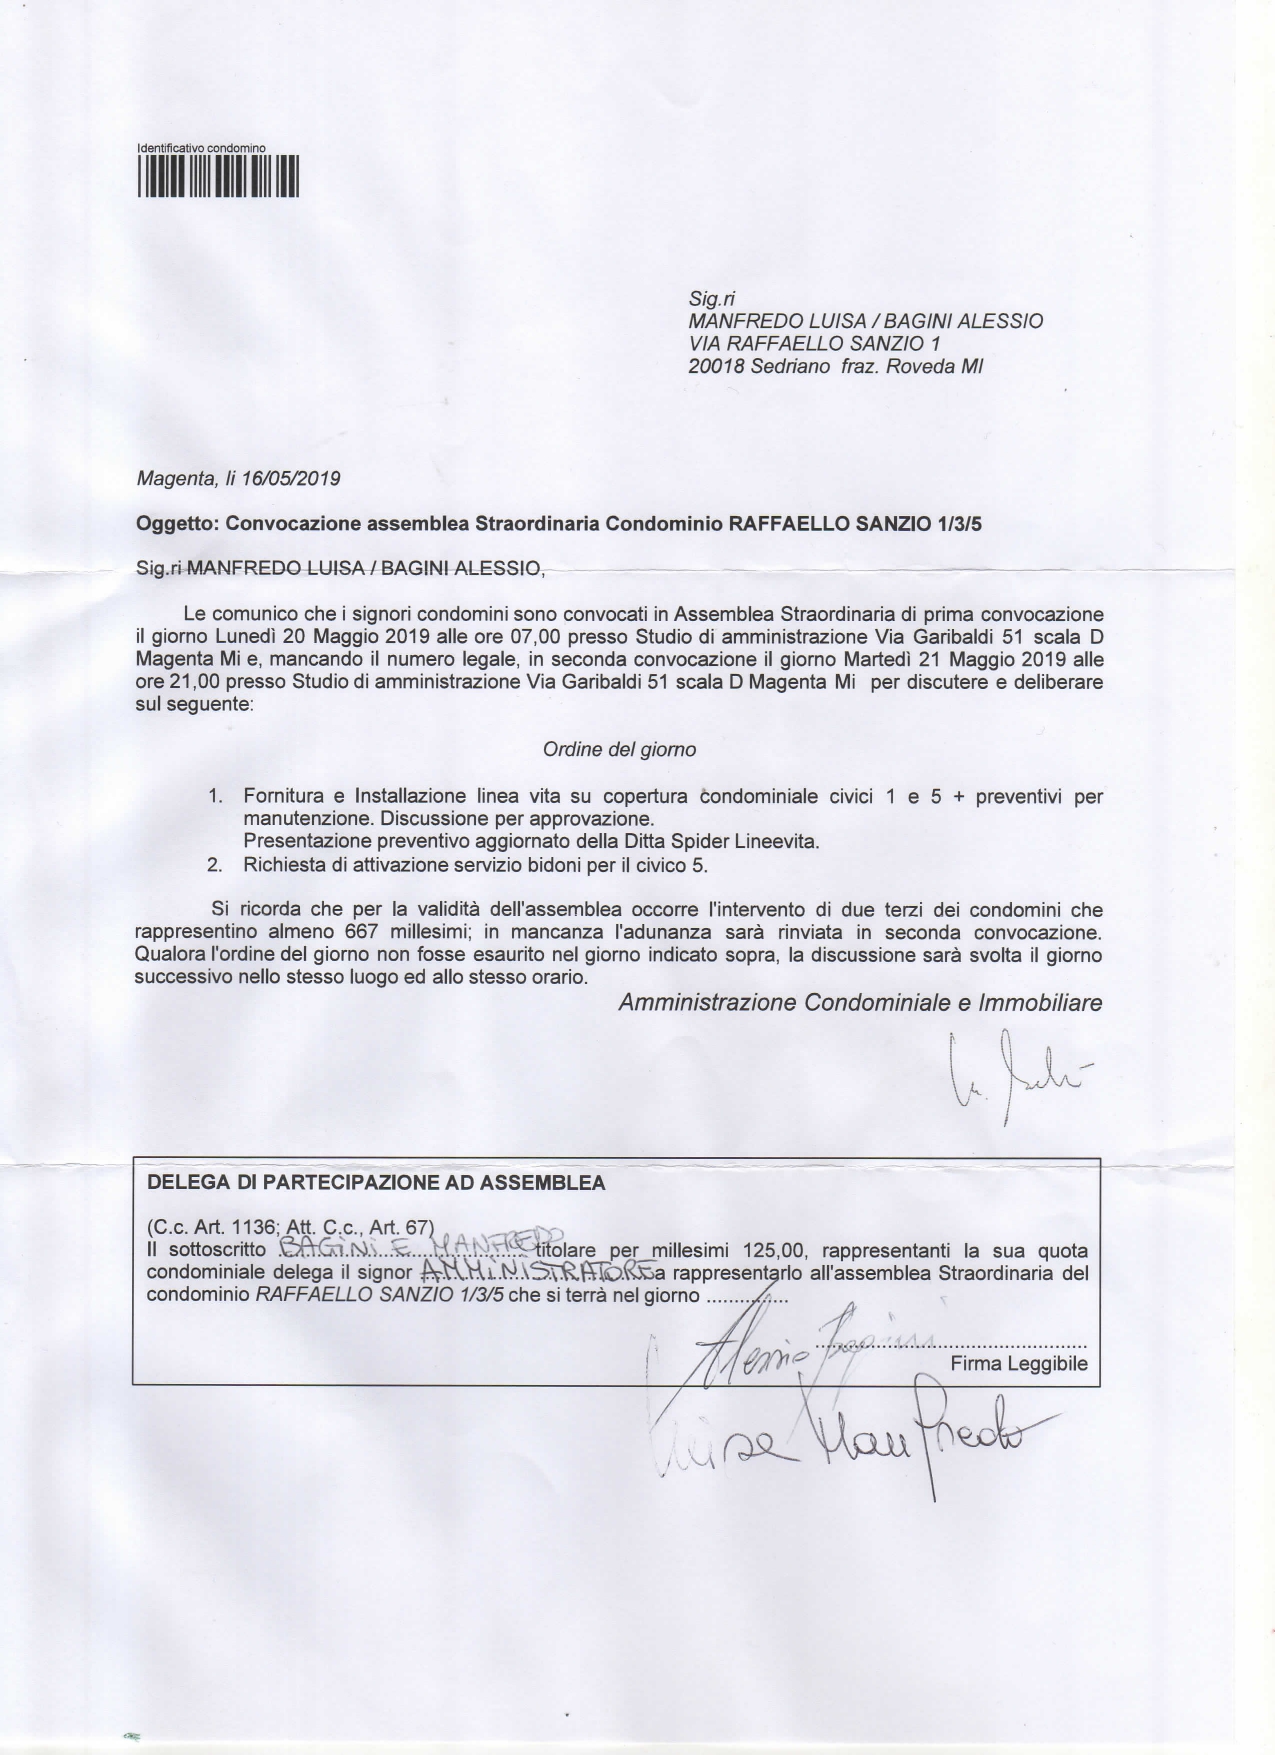 Identificativo condomino
Sig.ri
MANFREDO LUISA / BAGINI ALESSIO
VIA RAFFAELLO SANZIO 1
20018 Sedriano fraz. Roveda MI
Magenta, li 16/05/2019
Oggetto: Convocazione assemblea Straordinaria Condominio RAFFAELLO SANZIO 1/3/5
Sig.ri MANFREDO LUISA / BAGINI ALESSIO,
Le comunico che i signori condomini sono convocati in Assemblea Straordinaria di prima convocazione
il giorno Lunedì 20 Maggio 2019 alle ore 07,00 presso Studio di amministrazione Via Garibaldi 51 scala D
Magenta Mi e, mancando il numero legale, in seconda convocazione il giorno Martedì 21 Maggio 2019 alle
ore 21,00 presso Studio di amministrazione Via Garibaldi 51 scala D Magenta Mi per discutere e deliberare
sul seguente:
Ordine del giorno
1. Fornitura e Installazione linea vita su copertura condominiale civici 1 e 5 + preventivi per
manutenzione. Discussione per approvazione.
Presentazione preventivo aggiornato della Ditta Spider Lineevita.
2. Richiesta di attivazione servizio bidoni per il civico 5.
Si ricorda che per la validità dell'assemblea occorre l'intervento di due terzi dei condomini che
rappresentino almeno 667 millesimi; in mancanza l'adunanza sarà rinviata in seconda convocazione.
Qualora l'ordine del giorno non fosse esaurito nel giorno indicato sopra, la discussione sarà svolta il giorno
successivo nello stesso luogo ed allo stesso orario.
Amministrazione Condominiale e Immobiliare
DELEGA DI PARTECIPAZIONE AD ASSEMBLEA
(C.c. Art. 1136; Att. C.c., Art. 67)
Il sottoscritto BAGINI E MANFREDO titolare per millesimi 125,00, rappresentanti la sua quota
condominiale delega il signor AMMINISTRATORE a rappresentarlo all'assemblea Straordinaria del
condominio RAFFAELLO SANZIO 1/3/5 che si terrà nel giorno ..............
Alessio Bagini
Firma Leggibile
Luisa Manfredo